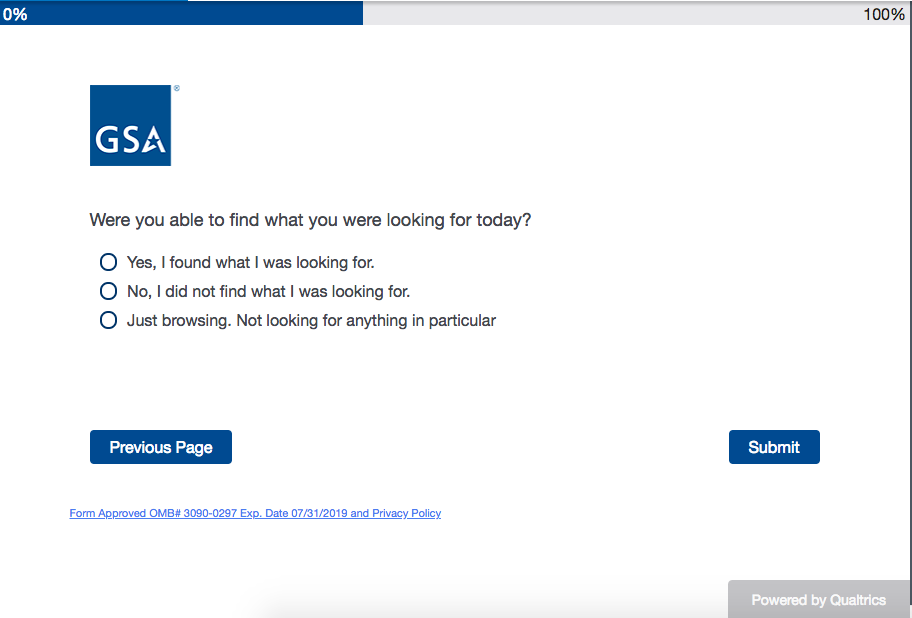 0%
100%
GSA
®
Were you able to find what you were looking for today?
Yes, I found what I was looking for.
No, I did not find what I was looking for.
Just browsing. Not looking for anything in particular
Previous Page
Submit
Form Approved OMB# 3090-0297 Exp. Date 07/31/2019 and Privacy Policy
Powered by Qualtrics